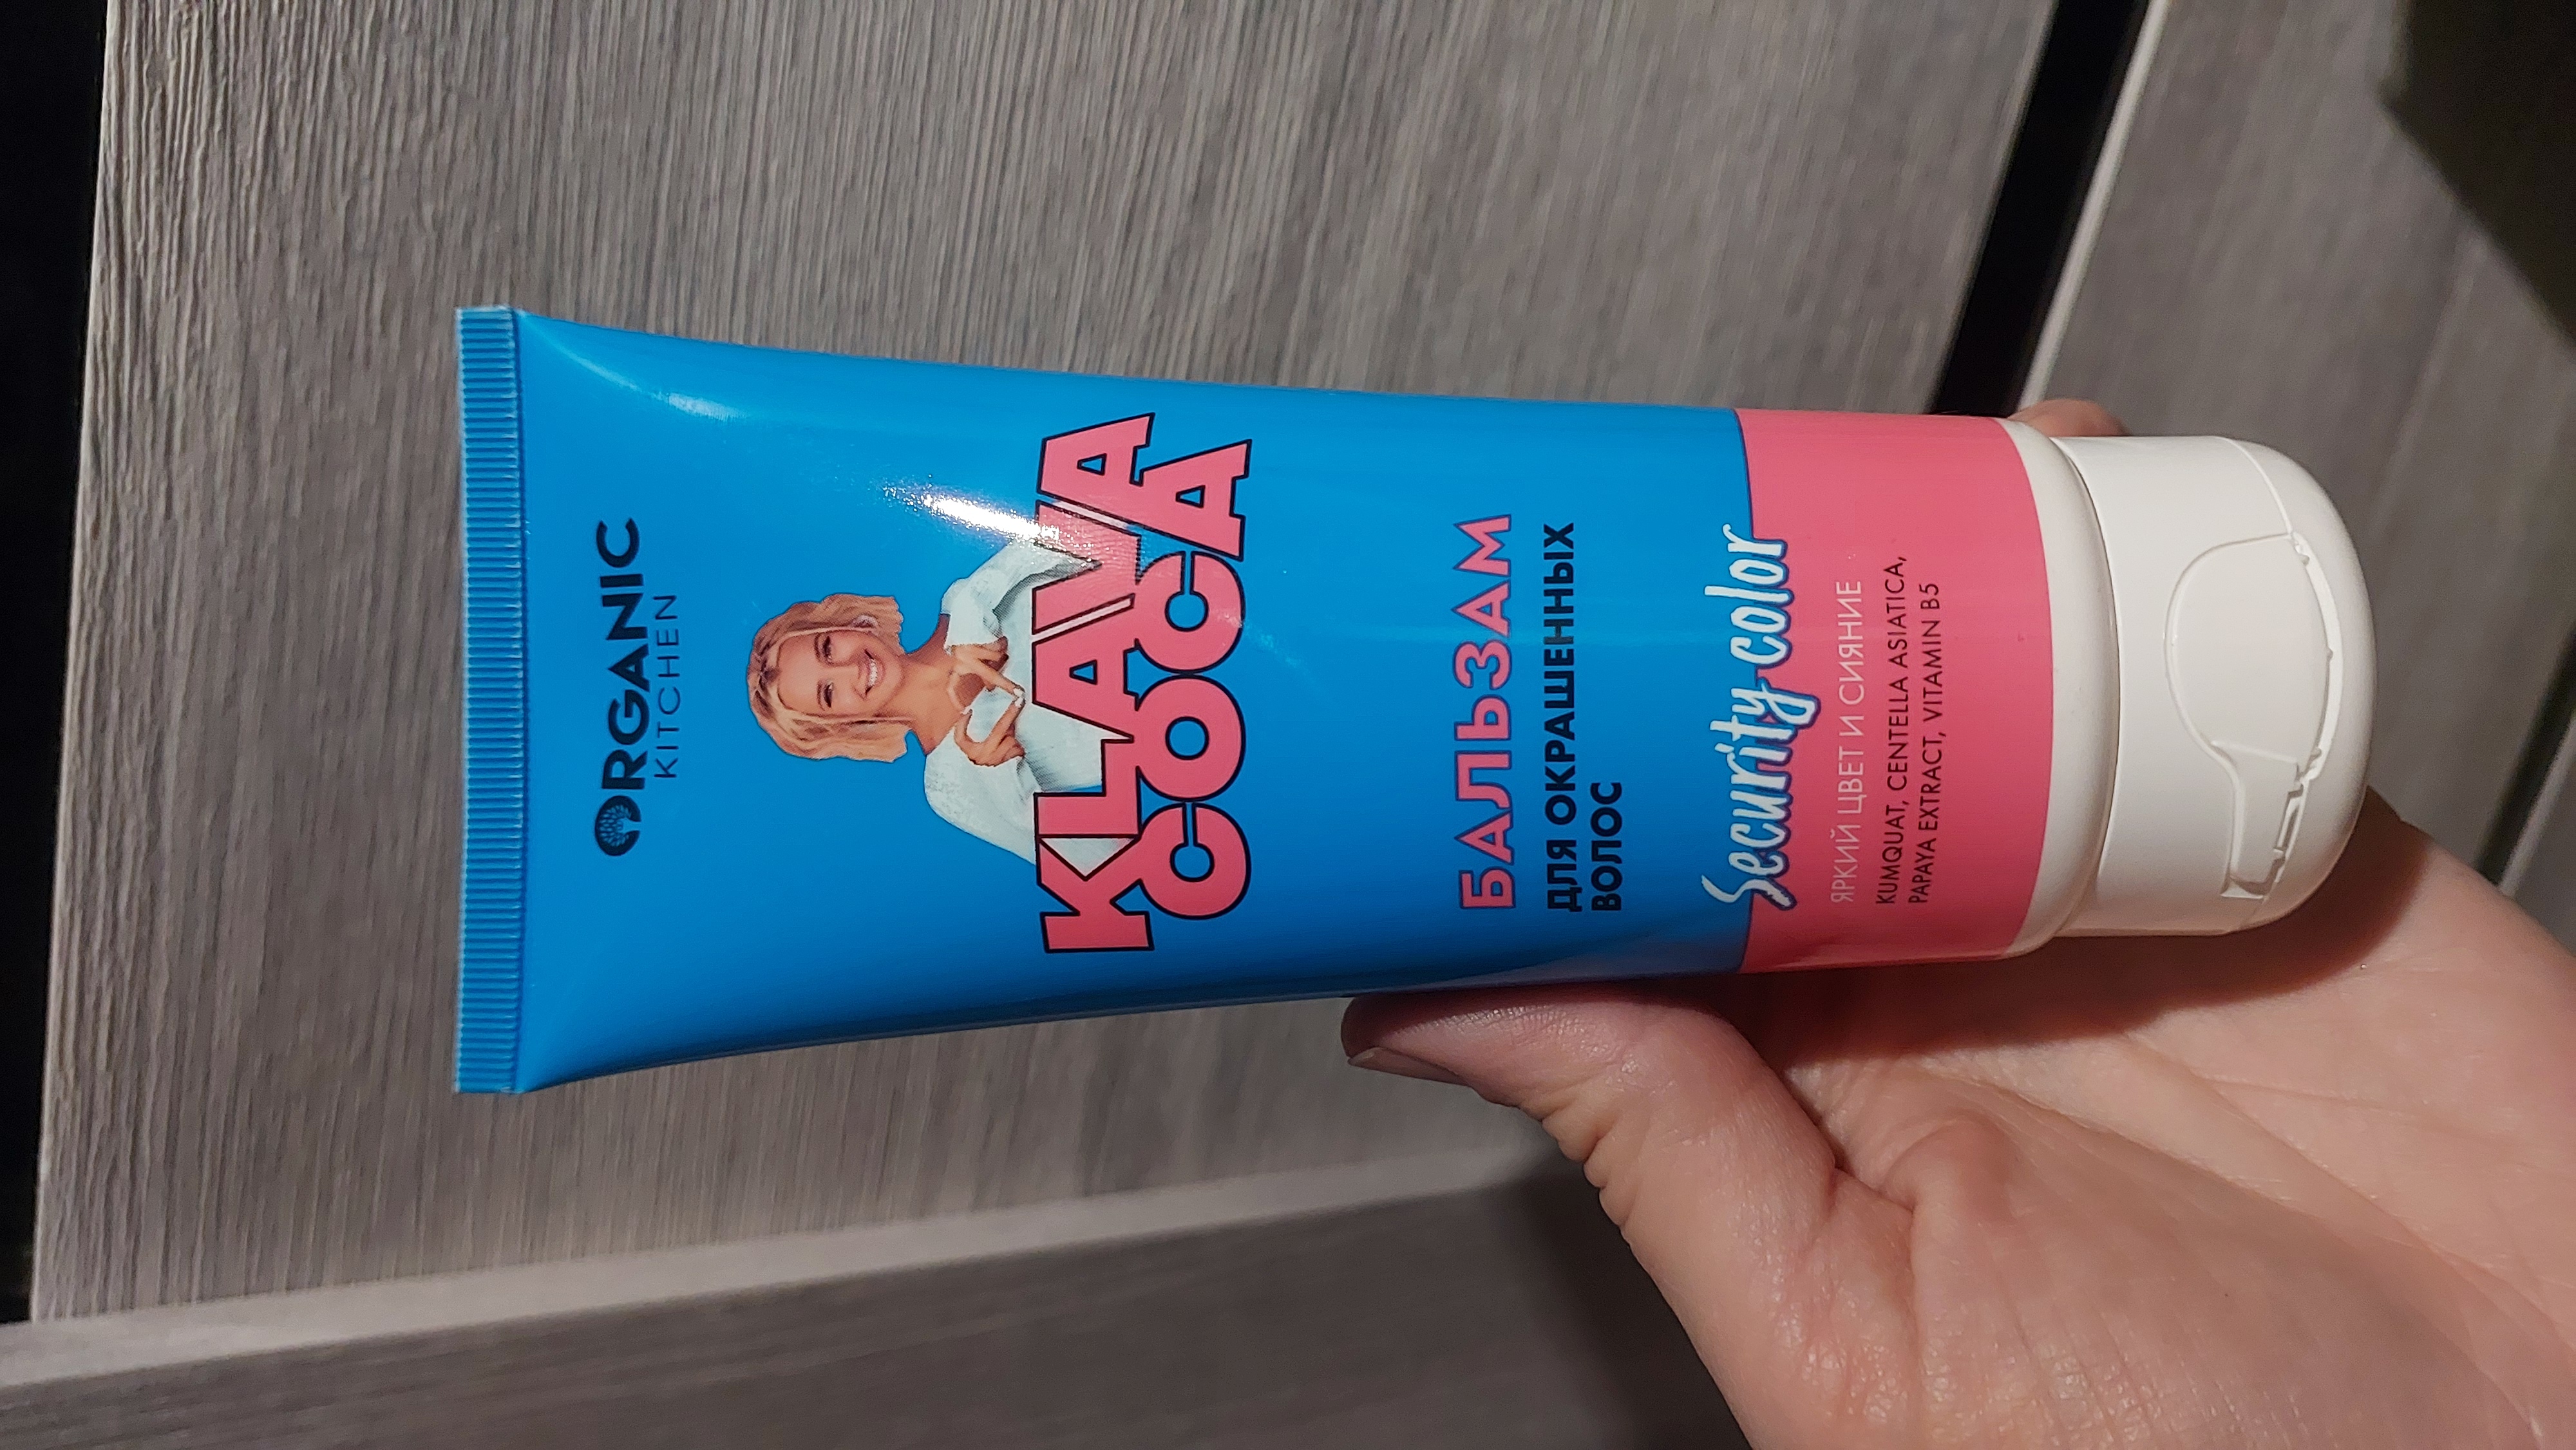 ORGANIC
KITCHEN
KLAVA
COCA
БАЛЬЗАМ
ДЛЯ ОКРАШЕННЫХ
ВОЛОС
Security color
ЯРКИЙ ЦВЕТ И СИЯНИЕ
KUMQUAT, CENTELLA ASIATICA,
PAPAYA EXTRACT, VITAMIN B5